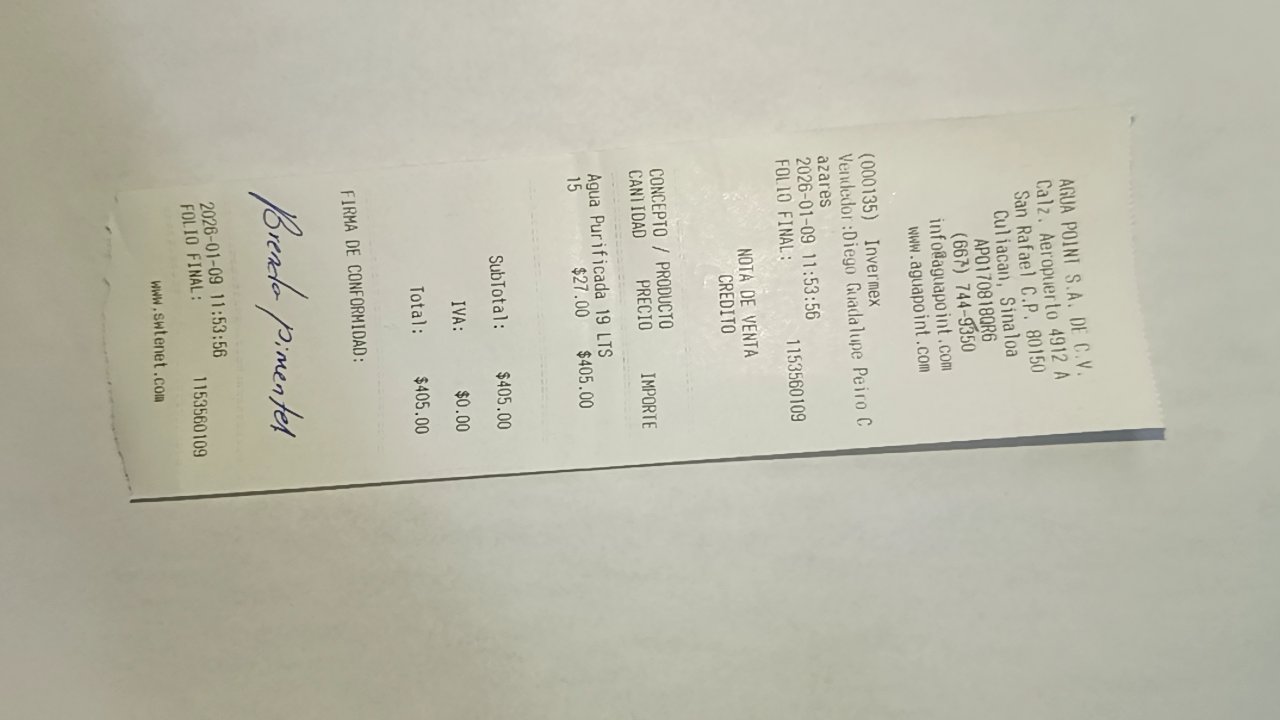 AGUA POINT S.A. DE C.V.
Calz. Aeropuerto 4912 A
San Rafael C.P. 80150
Culiacan, Sinaloa
APO170818QR6
(667) 744-9350
info@aguapoint.com
www.aguapoint.com
(000135) Invermex
Vendedor:Diego Guadalupe Peiro C
azares
2026-01-09 11:53:56
FOLIO FINAL: 1153560109
NOTA DE VENTA
CREDITO
CONCEPTO / PRODUCTO
CANTIDAD PRECIO IMPORTE
Agua Purificada 19 LTS
15 $27.00 $405.00
SubTotal: $405.00
IVA: $0.00
Total: $405.00
FIRMA DE CONFORMIDAD:
Brenda pimentel
2026-01-09 11:53:56
FOLIO FINAL: 1153560109
www.swtenet.com